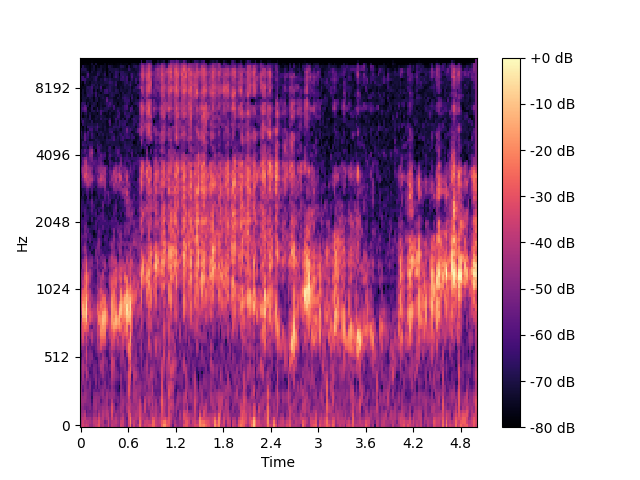 +0 dB
8192
-10 dB
4096
-20 dB
-30 dB
2048
Hz
-40 dB
1024
-50 dB
512
-60 dB
-70 dB
0
-80 dB
0 0.6 1.2 1.8 2.4 3 3.6 4.2 4.8
Time